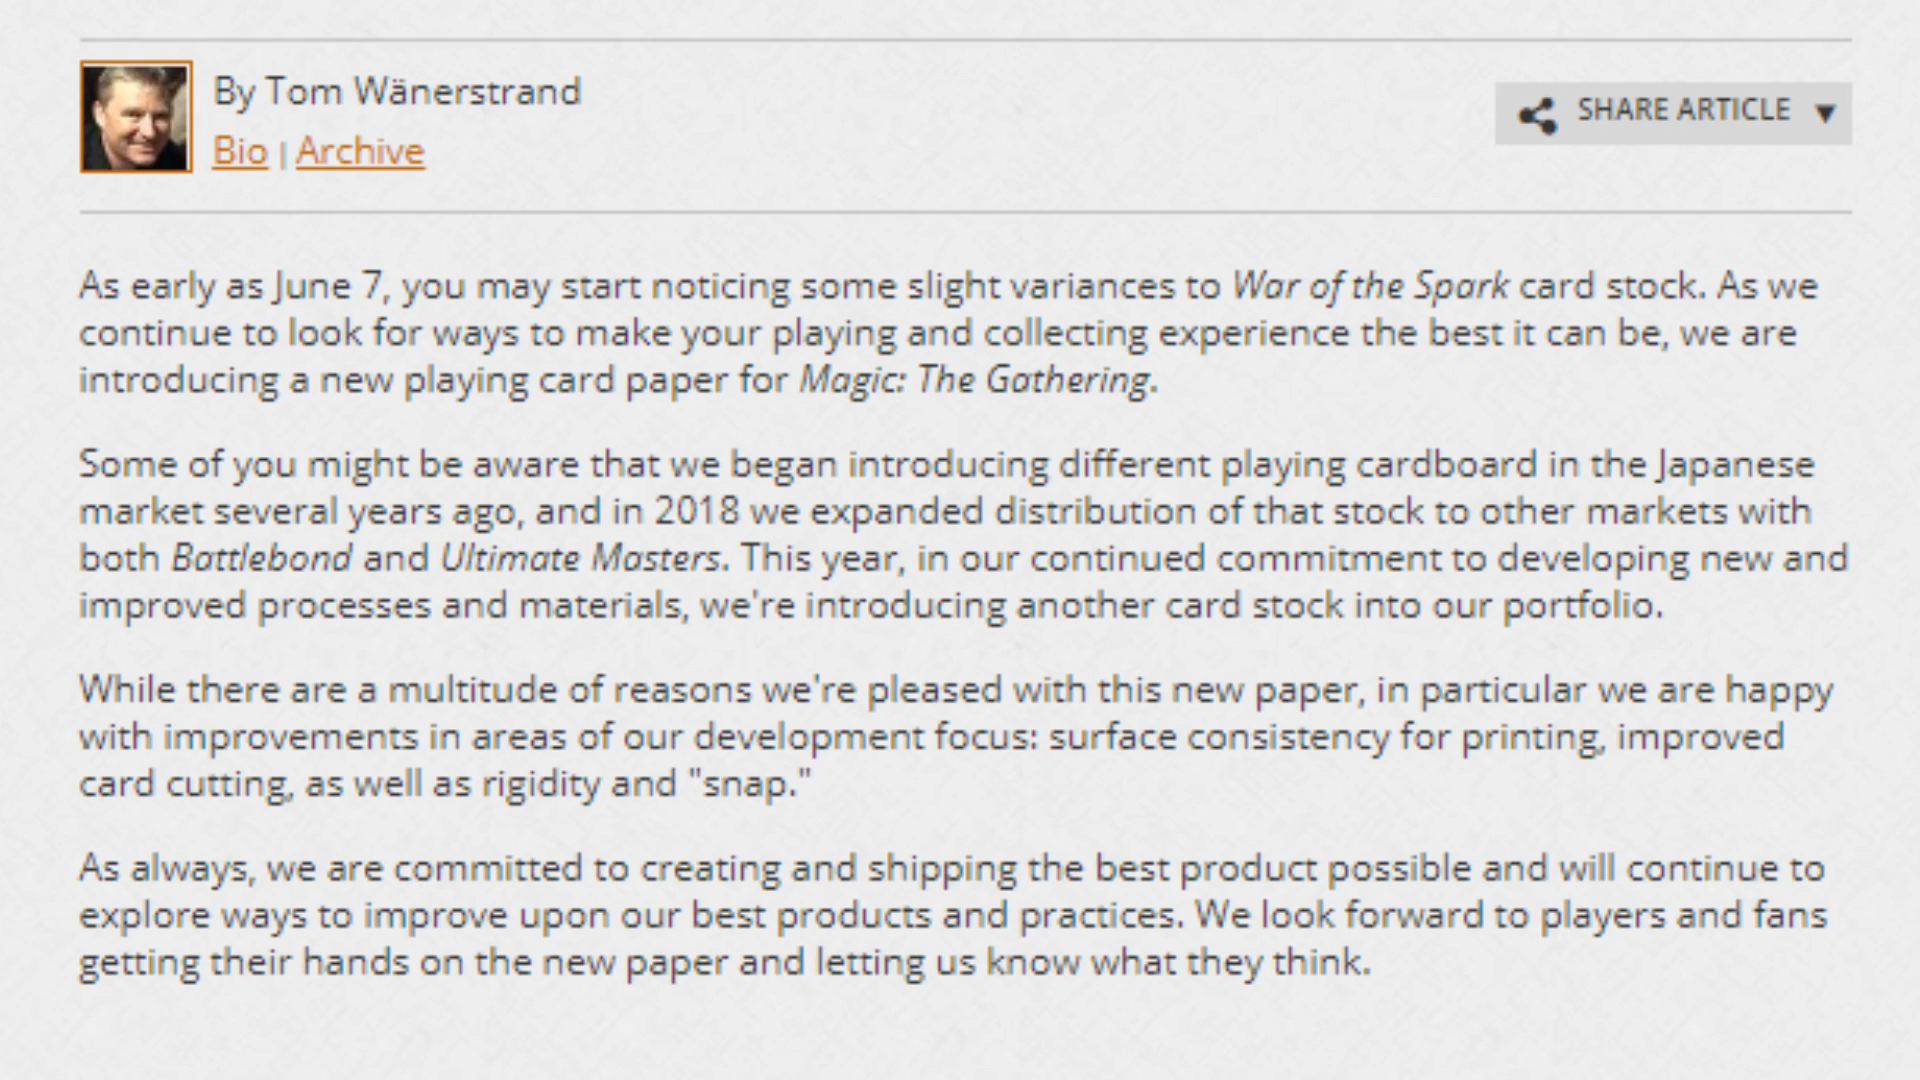 By Tom Wänerstrand
Bio | Archive
SHARE ARTICLE ▼
As early as June 7, you may start noticing some slight variances to War of the Spark card stock. As we
continue to look for ways to make your playing and collecting experience the best it can be, we are
introducing a new playing card paper for Magic: The Gathering.
Some of you might be aware that we began introducing different playing cardboard in the Japanese
market several years ago, and in 2018 we expanded distribution of that stock to other markets with
both Battlebond and Ultimate Masters. This year, in our continued commitment to developing new and
improved processes and materials, we're introducing another card stock into our portfolio.
While there are a multitude of reasons we're pleased with this new paper, in particular we are happy
with improvements in areas of our development focus: surface consistency for printing, improved
card cutting, as well as rigidity and "snap."
As always, we are committed to creating and shipping the best product possible and will continue to
explore ways to improve upon our best products and practices. We look forward to players and fans
getting their hands on the new paper and letting us know what they think.